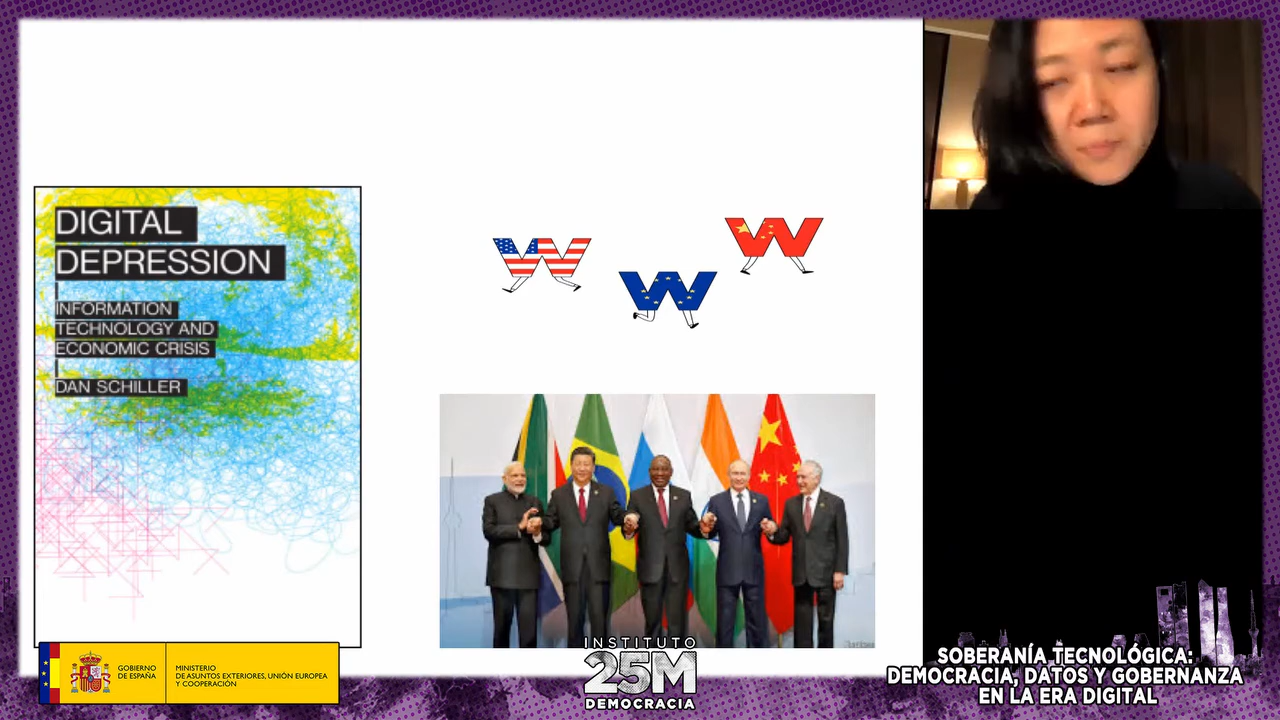 DIGITAL
DEPRESSION
INFORMATION
TECHNOLOGY AND
ECONOMIC CRISIS
DAN SCHILLER
GOBIERNO
DE ESPAÑA
MINISTERIO
DE ASUNTOS EXTERIORES, UNIÓN EUROPEA
Y COOPERACIÓN
INSTITUTO
25M
DEMOCRACIA
SOBERANÍA TECNOLÓGICA:
DEMOCRACIA, DATOS Y GOBERNANZA
EN LA ERA DIGITAL